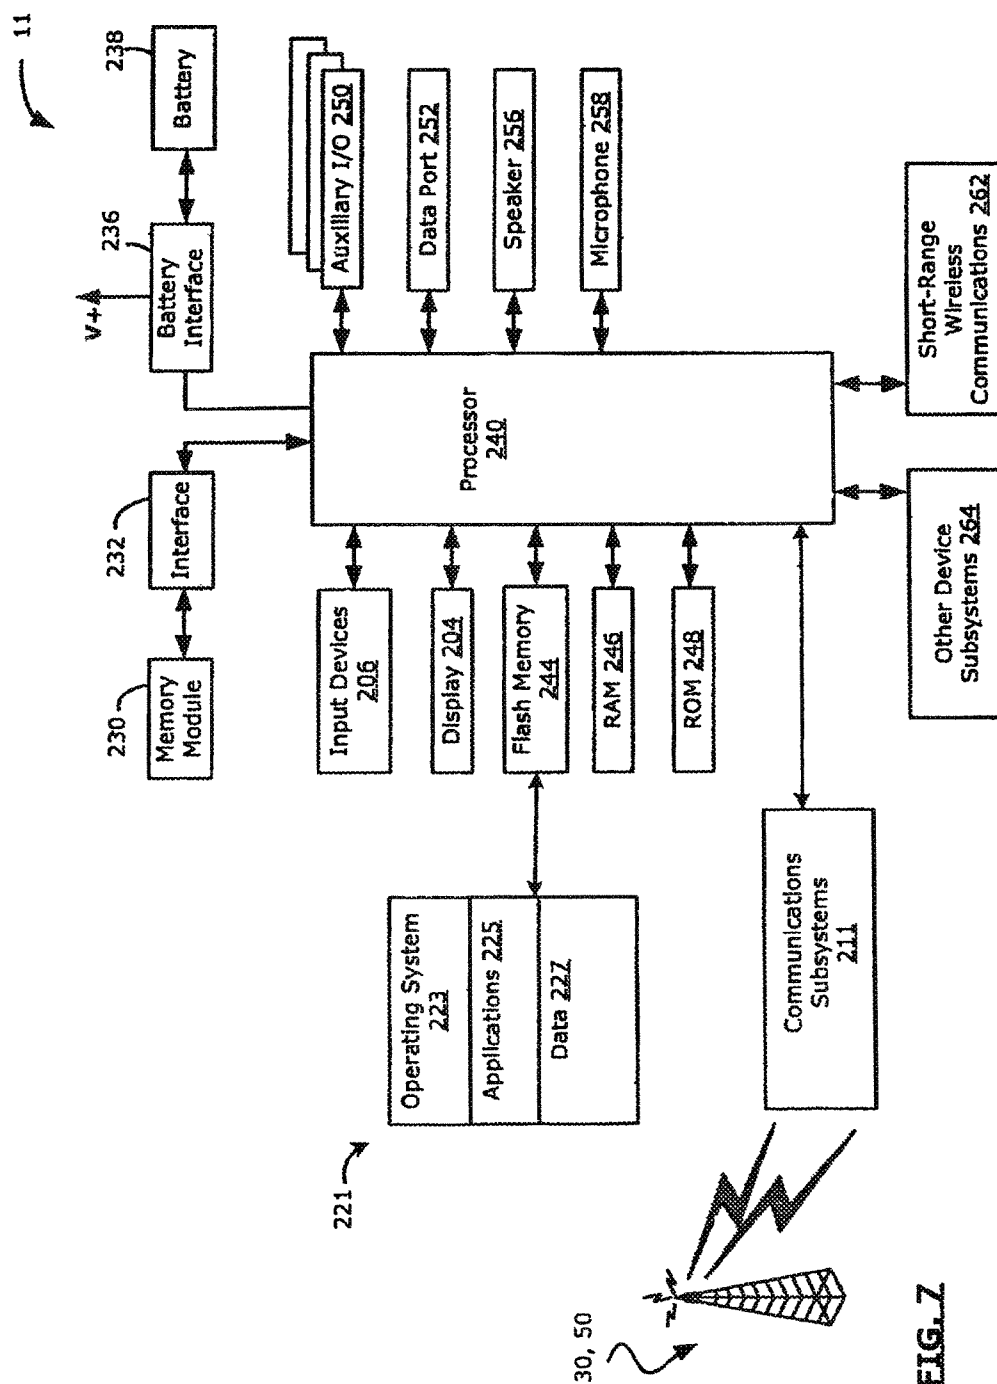 11
230
Memory
Module
232
Interface
236
Battery
Interface
V+
238
Battery
Input Devices
206
Display 204
Flash Memory
244
RAM 246
ROM 248
Processor
240
Auxiliary I/O 250
Data Port 252
Speaker 256
Microphone 258
221
Operating System
223
Applications 225
Data 227
Communications
Subsystems
211
Other Device
Subsystems 264
Short-Range
Wireless
Communications 262
30, 50
FIG. 7